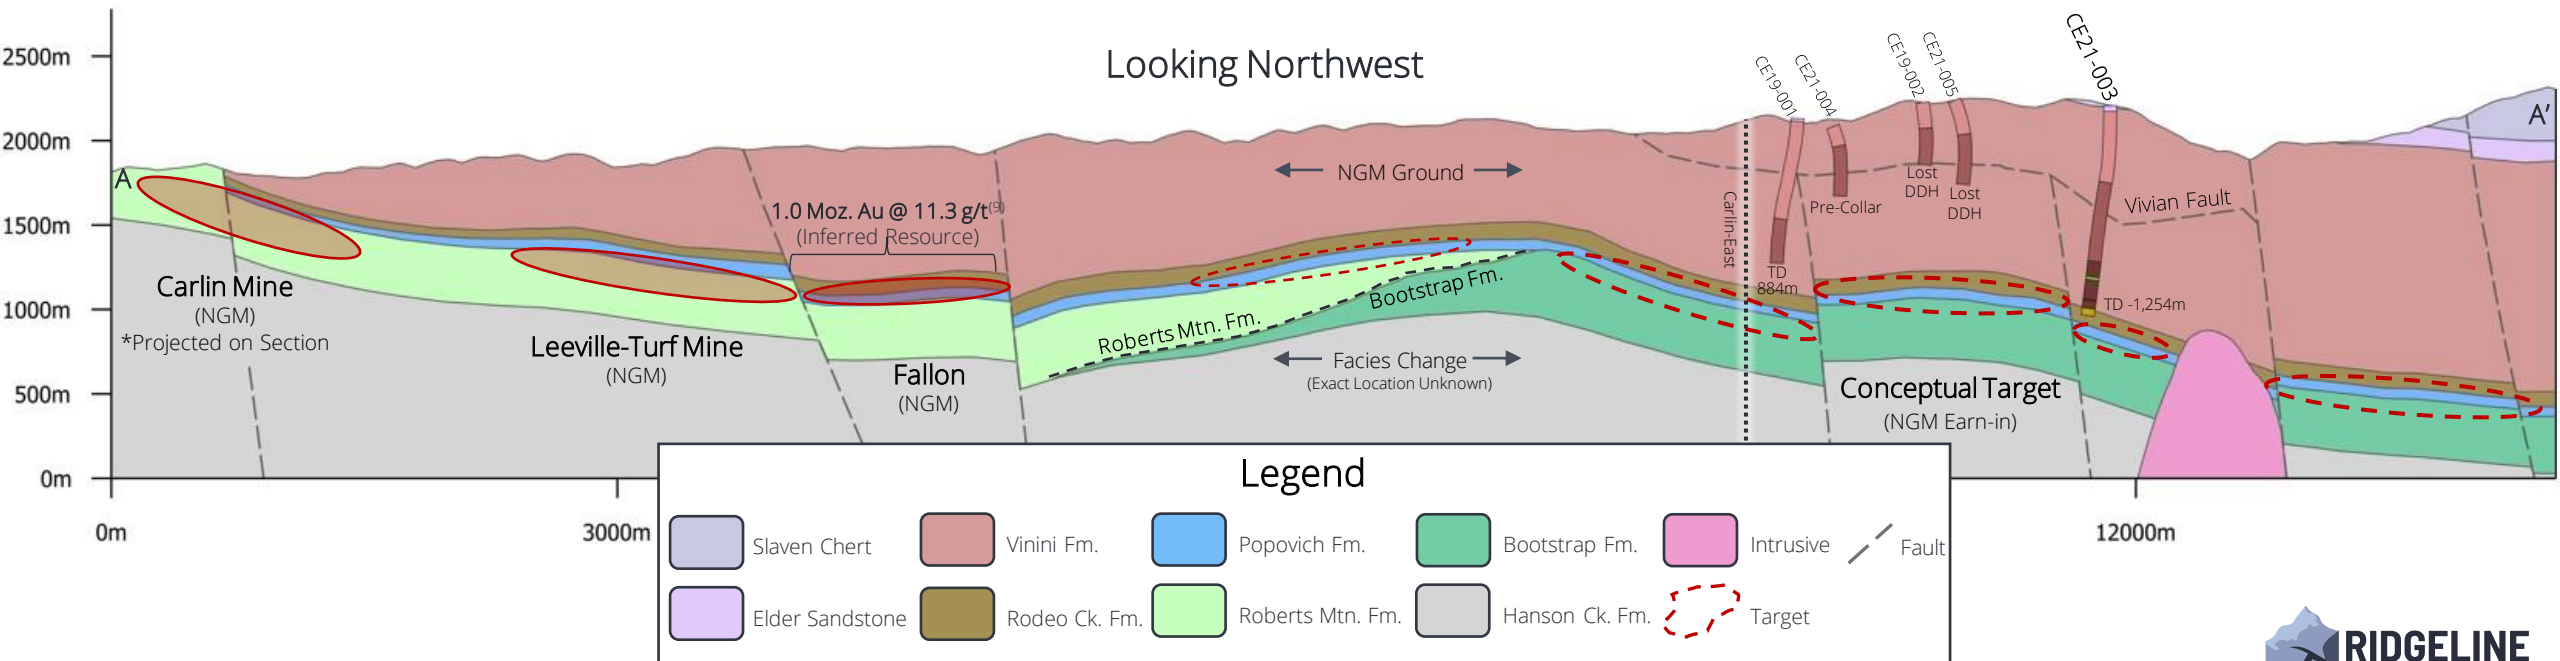 Looking Northwest
2500m
2000m
1500m
1000m
500m
0m
A
A’
Carlin Mine
(NGM)
*Projected on Section
Leeville-Turf Mine
(NGM)
1.0 Moz. Au @ 11.3 g/t(9)
(Inferred Resource)
Fallon
(NGM)
NGM Ground
Roberts Mtn. Fm.
Bootstrap Fm.
Facies Change
(Exact Location Unknown)
Carlin-East
CE19-001
CE21-004
CE19-002
CE21-005
CE21-003
TD
884m
Pre-Collar
Lost
DDH
Lost
DDH
Vivian Fault
TD -1,254m
Conceptual Target
(NGM Earn-in)
0m
3000m
12000m
Legend
Slaven Chert
Vinini Fm.
Popovich Fm.
Bootstrap Fm.
Intrusive
Fault
Elder Sandstone
Rodeo Ck. Fm.
Roberts Mtn. Fm.
Hanson Ck. Fm.
Target
RIDGELINE